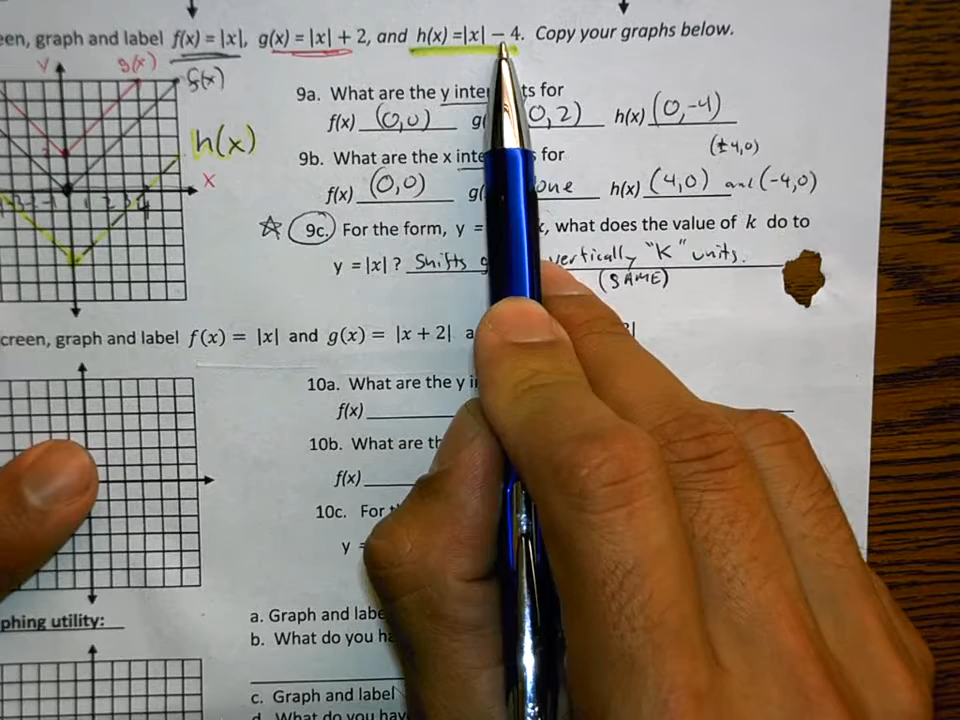 een, graph and label f(x) = |x|, g(x) = |x| + 2, and h(x) =|x| − 4. Copy your graphs below.
y g(x) f(x)
9a. What are the y inter ts for
f(x) (0,0) g( 0,2) h(x) (0,-4)
h(x)
(±4,0)
9b. What are the x inte s for
x
f(x) (0,0) g( one h(x) (4,0) and (-4,0)
☆ 9c. For the form, y = k, what does the value of k do to
y = |x| ? Shifts g vertically "K" units.
(SAME)
creen, graph and label f(x) = |x| and g(x) = |x + 2| a
10a. What are the y i
f(x)
10b. What are th
f(x)
10c. For t
y =
phing utility:
a. Graph and labe
b. What do you ha
c. Graph and label
d. What do you hav